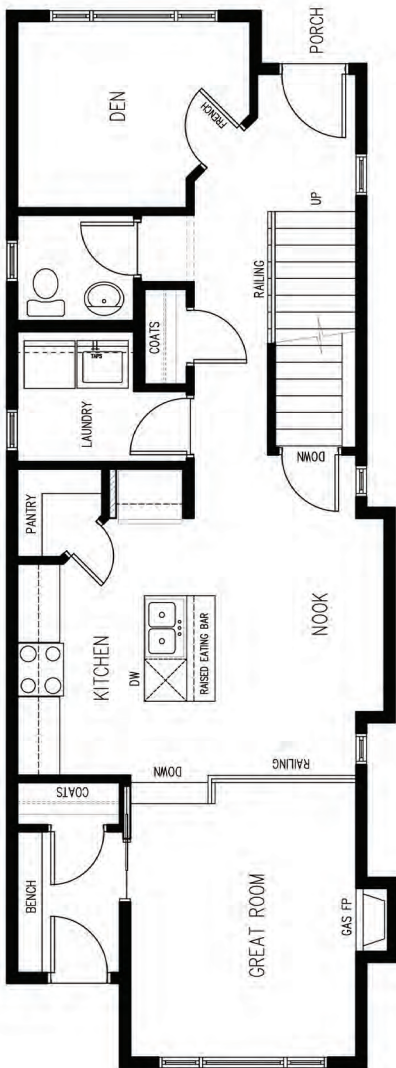 PORCH
DEN
FRENCH
UP
RAILING
COATS
TAPS
LAUNDRY
DOWN
PANTRY
NOOK
KITCHEN
DW
RAISED EATING BAR
DOWN
RAILING
COATS
BENCH
GREAT ROOM
GAS FP